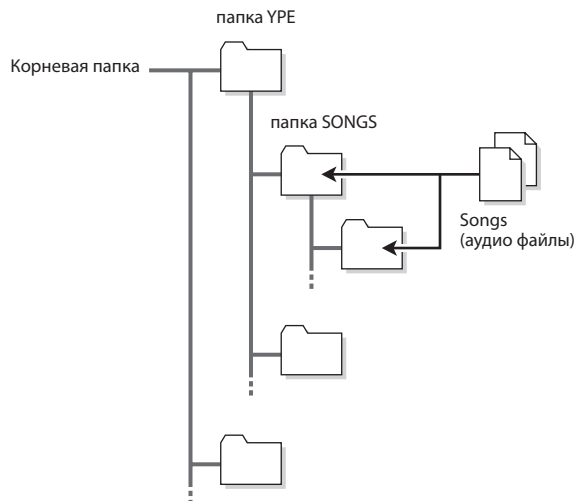 папка YPE
Корневая папка
папка SONGS
Songs
(аудио файлы)